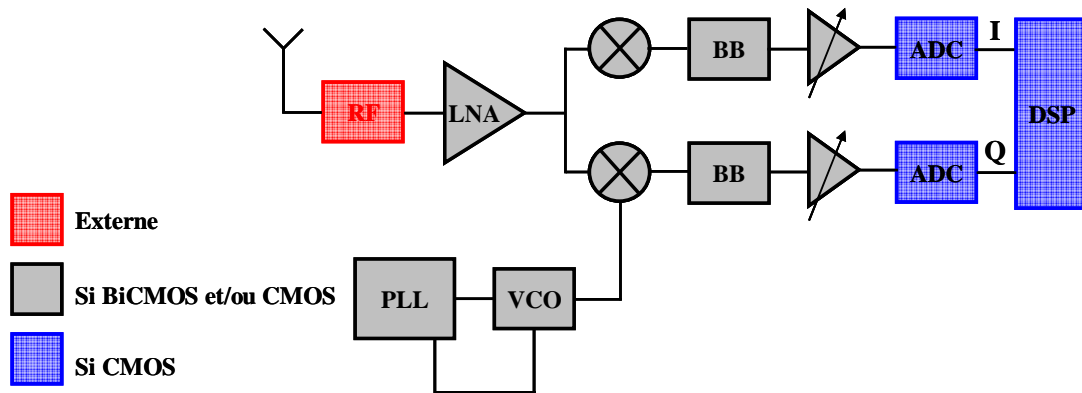 I
BB
ADC
RF
LNA
DSP
Q
BB
ADC
Externe
Si BiCMOS et/ou CMOS
PLL
VCO
Si CMOS